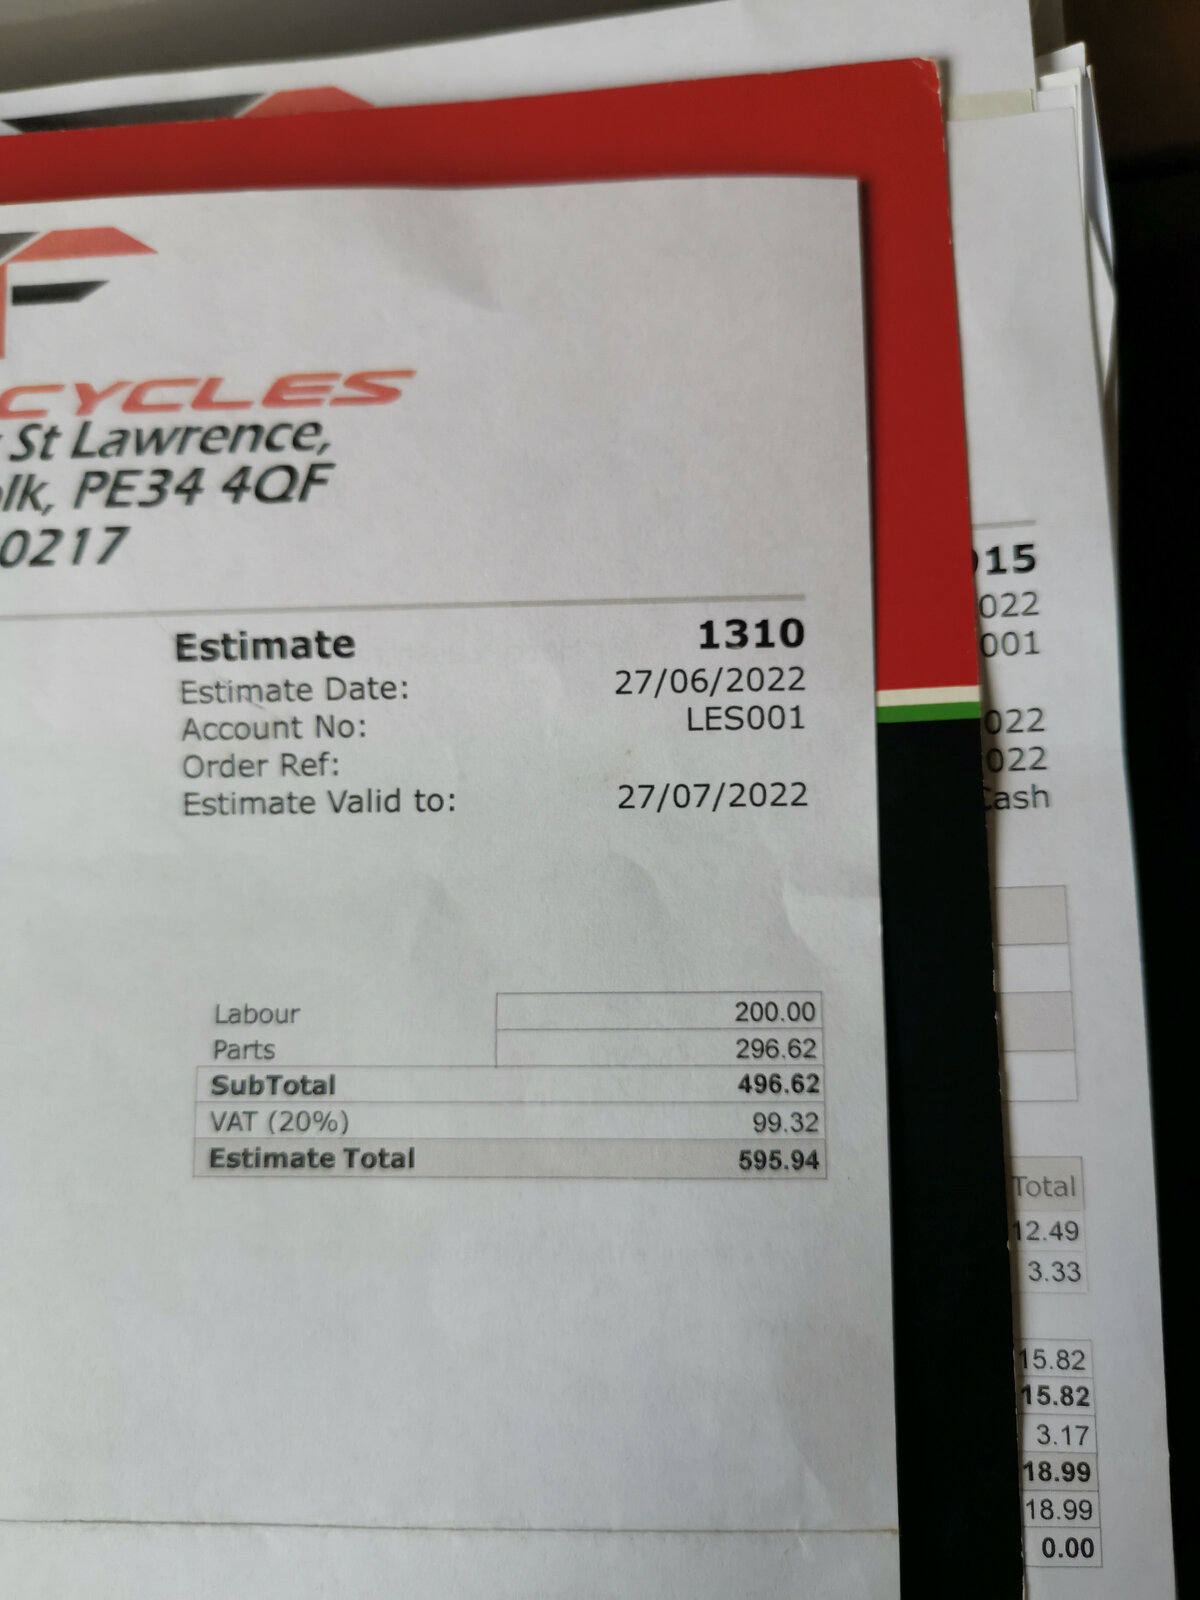 F
CYCLES
St Lawrence,
lk, PE34 4QF
0217
Estimate 1310
Estimate Date: 27/06/2022
Account No: LES001
Order Ref:
Estimate Valid to: 27/07/2022
Labour 200.00
Parts 296.62
SubTotal 496.62
VAT (20%) 99.32
Estimate Total 595.94
15
022
001
022
022
Cash
Total
12.49
3.33
15.82
15.82
3.17
18.99
18.99
0.00